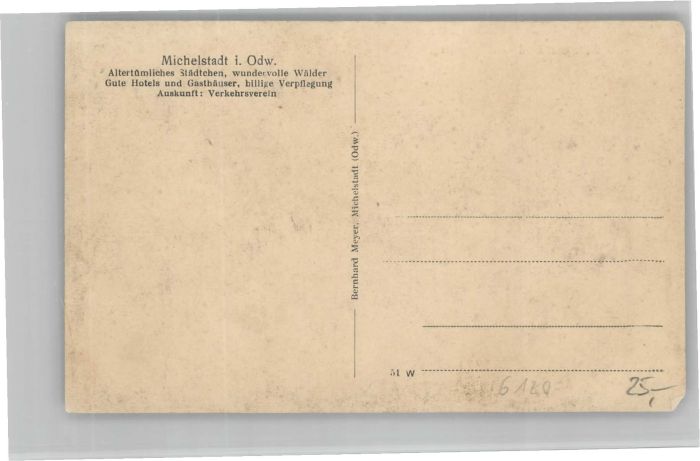 Michelstadt i. Odw.
Altertümliches Städtchen, wundervolle Wälder
Gute Hotels und Gasthäuser, billige Verpflegung
Auskunft: Verkehrsverein
Bernhard Meyer, Michelstadt (Odw.)
51 W
25,-